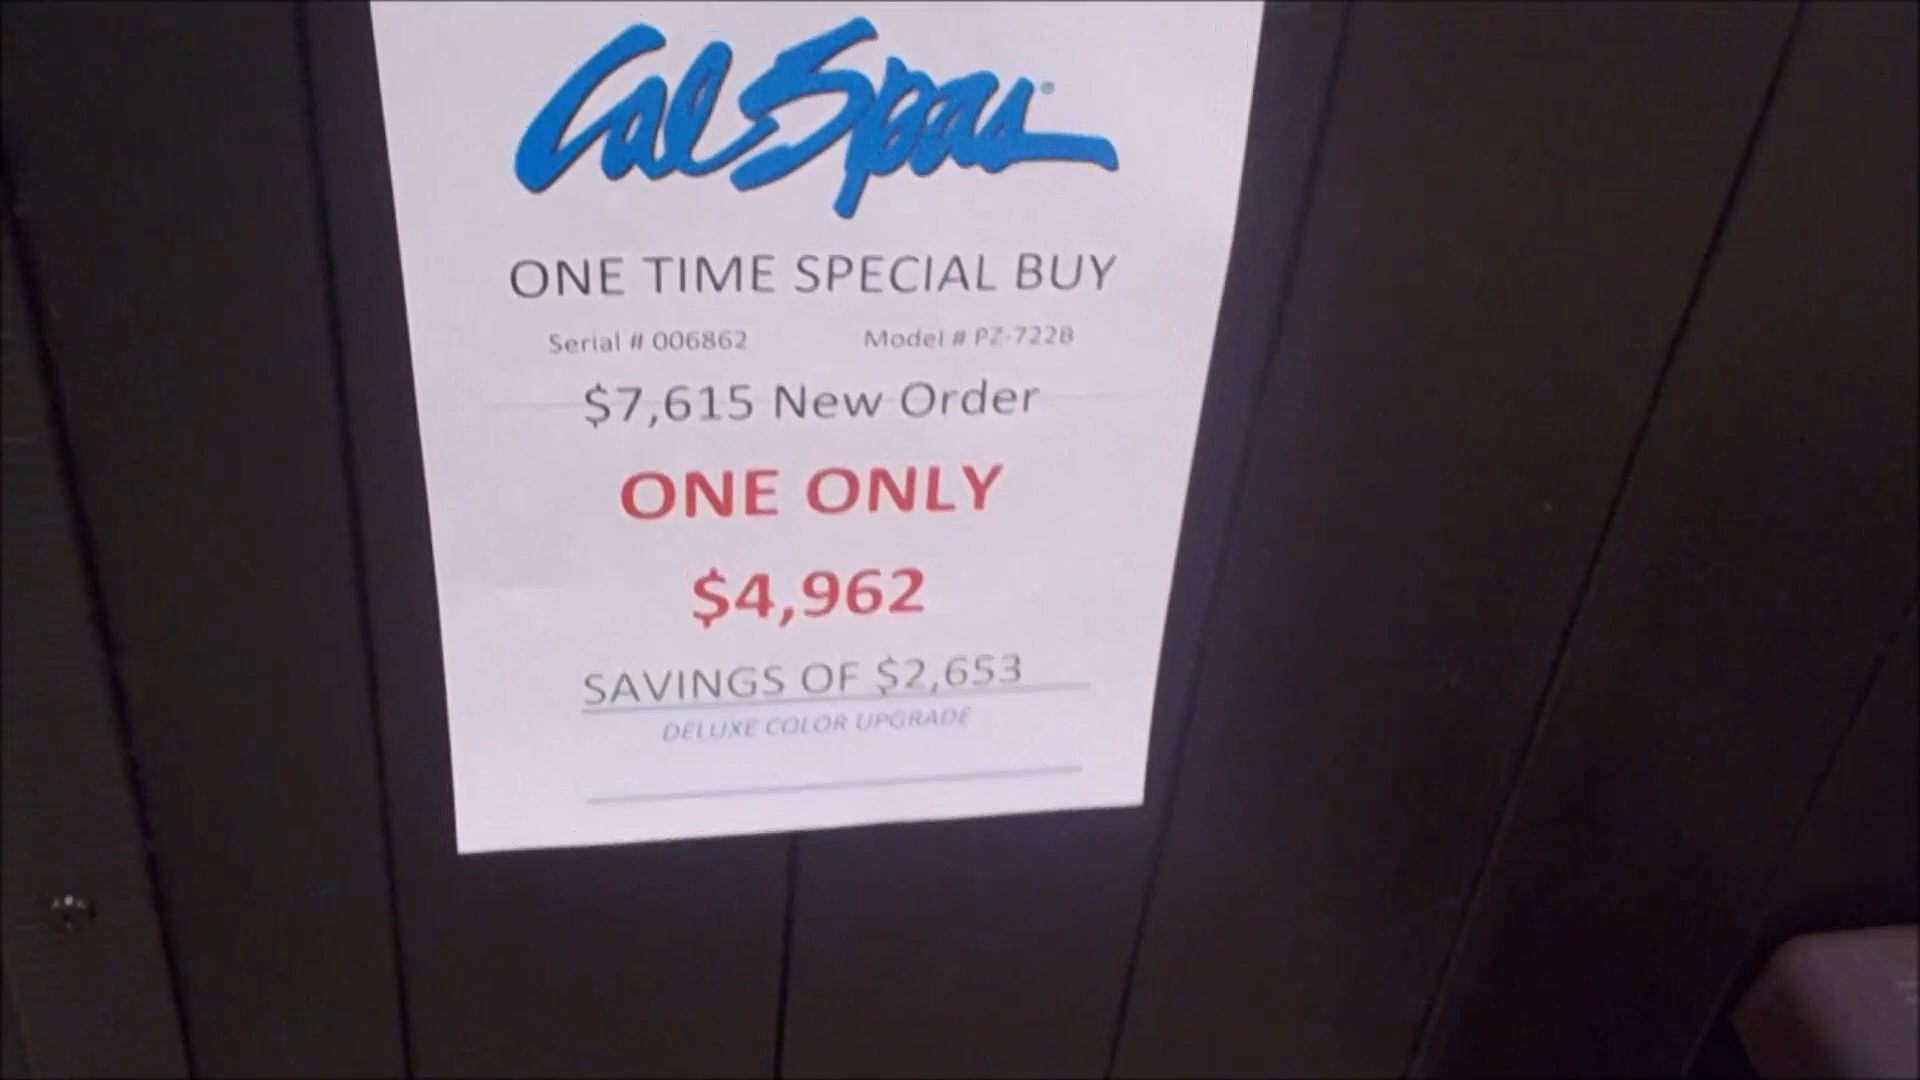 Cal Spas
ONE TIME SPECIAL BUY
Serial # 006862 Model # PZ-722B
$7,615 New Order
ONE ONLY
$4,962
SAVINGS OF $2,653
DELUXE COLOR UPGRADE